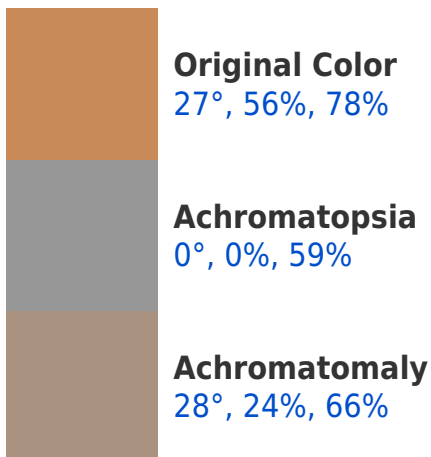 Original Color
27°, 56%, 78%
Achromatopsia
0°, 0%, 59%
Achromatomaly
28°, 24%, 66%